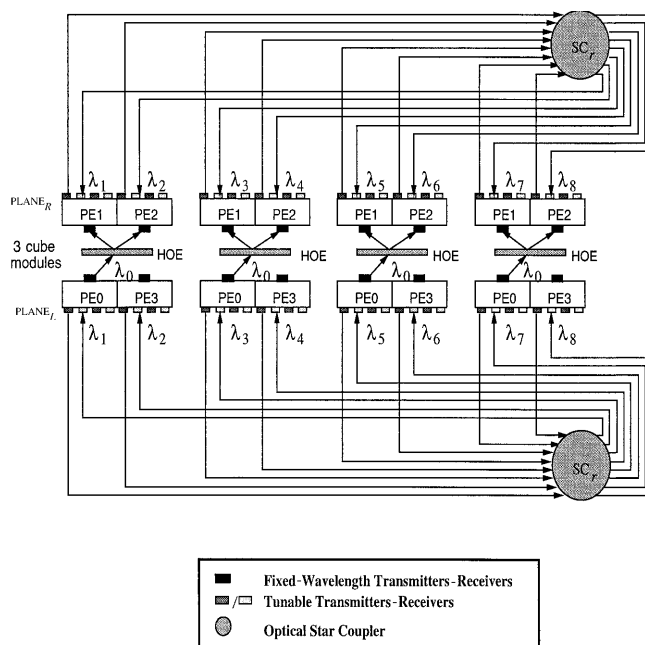 SCr
λ1 λ2 λ3 λ4 λ5 λ6 λ7 λ8
PLANER
PE1 PE2 PE1 PE2 PE1 PE2 PE1 PE2
3 cube
modules
HOE HOE HOE HOE
λ0 λ0 λ0 λ0
PE0 PE3 PE0 PE3 PE0 PE3 PE0 PE3
PLANEL
λ1 λ2 λ3 λ4 λ5 λ6 λ7 λ8
SCr
Fixed-Wavelength Transmitters-Receivers
/ Tunable Transmitters-Receivers
Optical Star Coupler